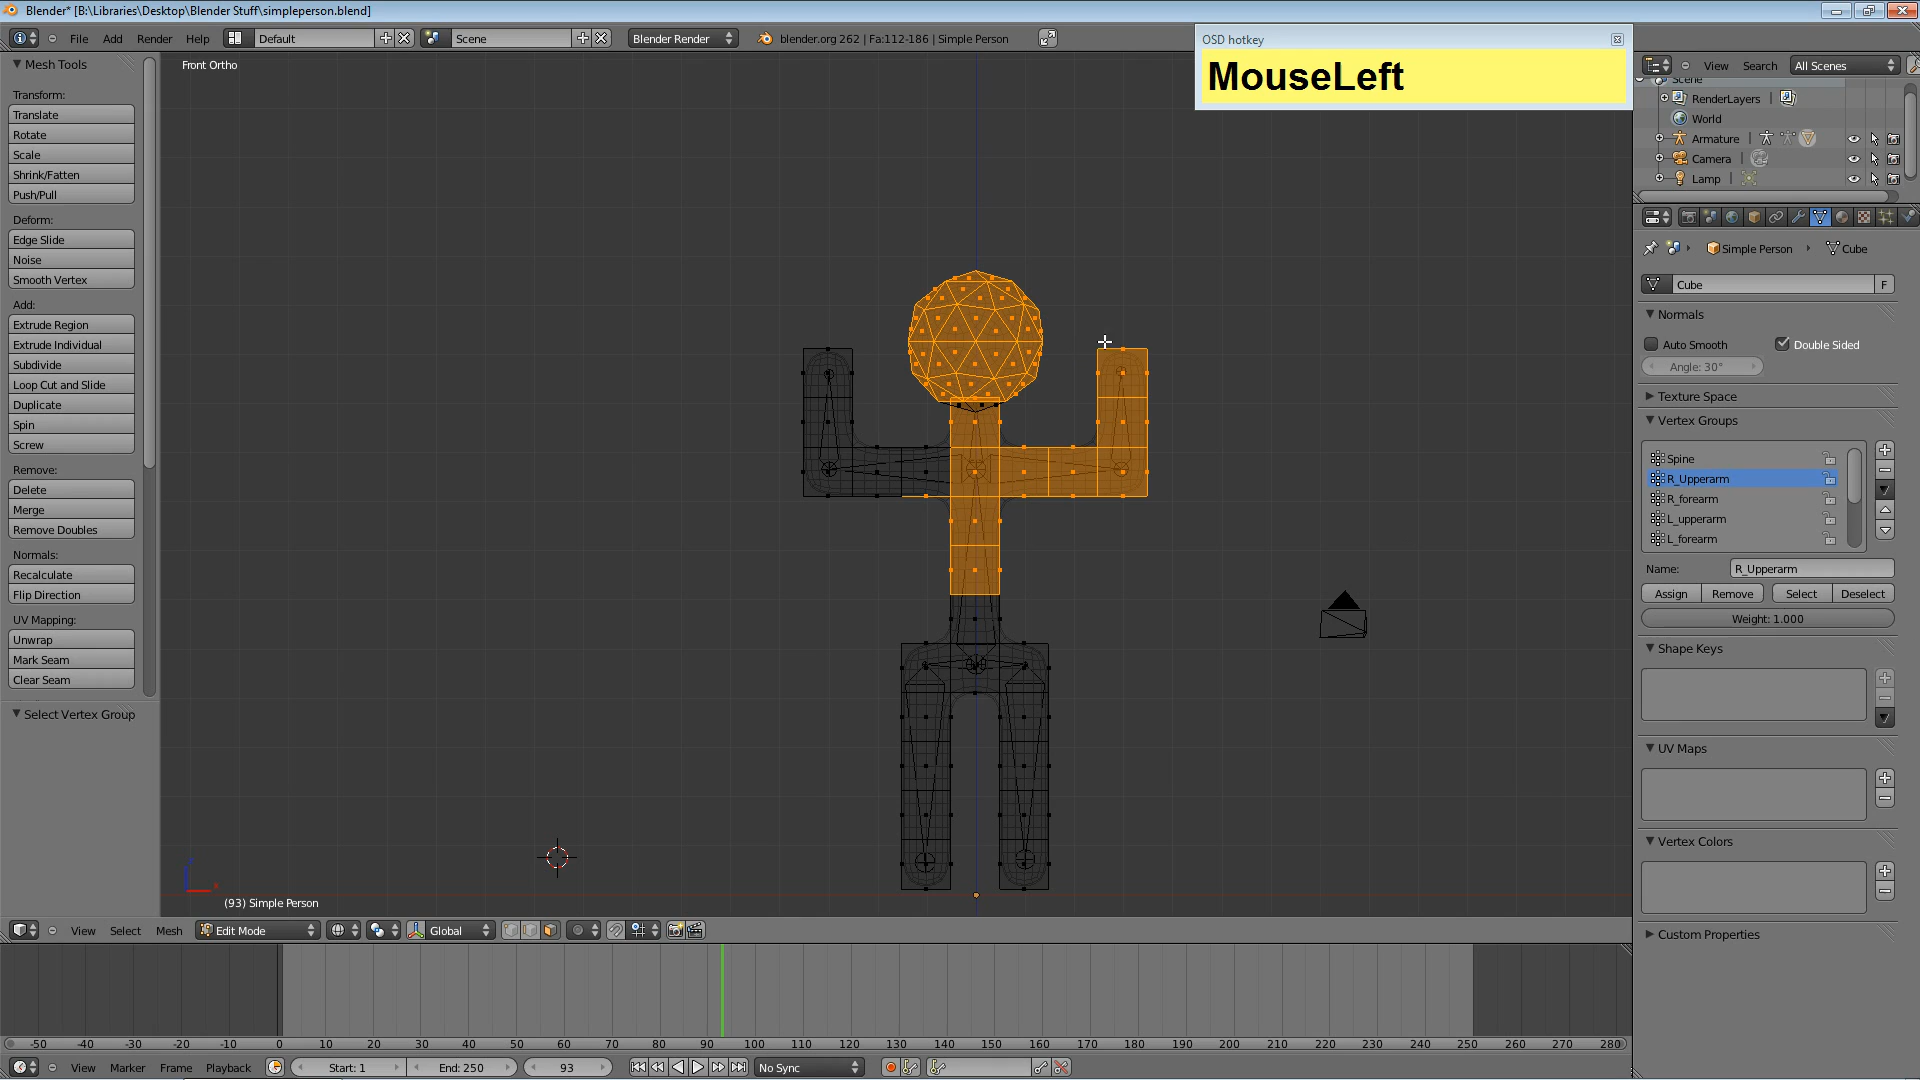 Blender* [B:\Libraries\Desktop\Blender Stuff\simpleperson.blend]
File Add Render Help Default Scene Blender Render blender.org 262 | Fa:112-186 | Simple Person
OSD hotkey
MouseLeft
Mesh Tools
Transform:
Translate
Rotate
Scale
Shrink/Fatten
Push/Pull
Deform:
Edge Slide
Noise
Smooth Vertex
Add:
Extrude Region
Extrude Individual
Subdivide
Loop Cut and Slide
Duplicate
Spin
Screw
Remove:
Delete
Merge
Remove Doubles
Normals:
Recalculate
Flip Direction
UV Mapping:
Unwrap
Mark Seam
Clear Seam
Select Vertex Group
Front Ortho
(93) Simple Person
View Select Mesh Edit Mode Global
-50 -40 -30 -20 -10 0 10 20 30 40 50 60 70 80 90 100 110 120 130 140 150 160 170 180 190 200 210 220 230 240 250 260 270 280
View Marker Frame Playback Start: 1 End: 250 93 No Sync
View Search All Scenes
Scene
RenderLayers
World
Armature
Camera
Lamp
Simple Person Cube
Cube F
Normals
Auto Smooth Double Sided
Angle: 30°
Texture Space
Vertex Groups
Spine
R_Upperarm
R_forearm
L_upperarm
L_forearm
Name: R_Upperarm
Assign Remove Select Deselect
Weight: 1.000
Shape Keys
UV Maps
Vertex Colors
Custom Properties